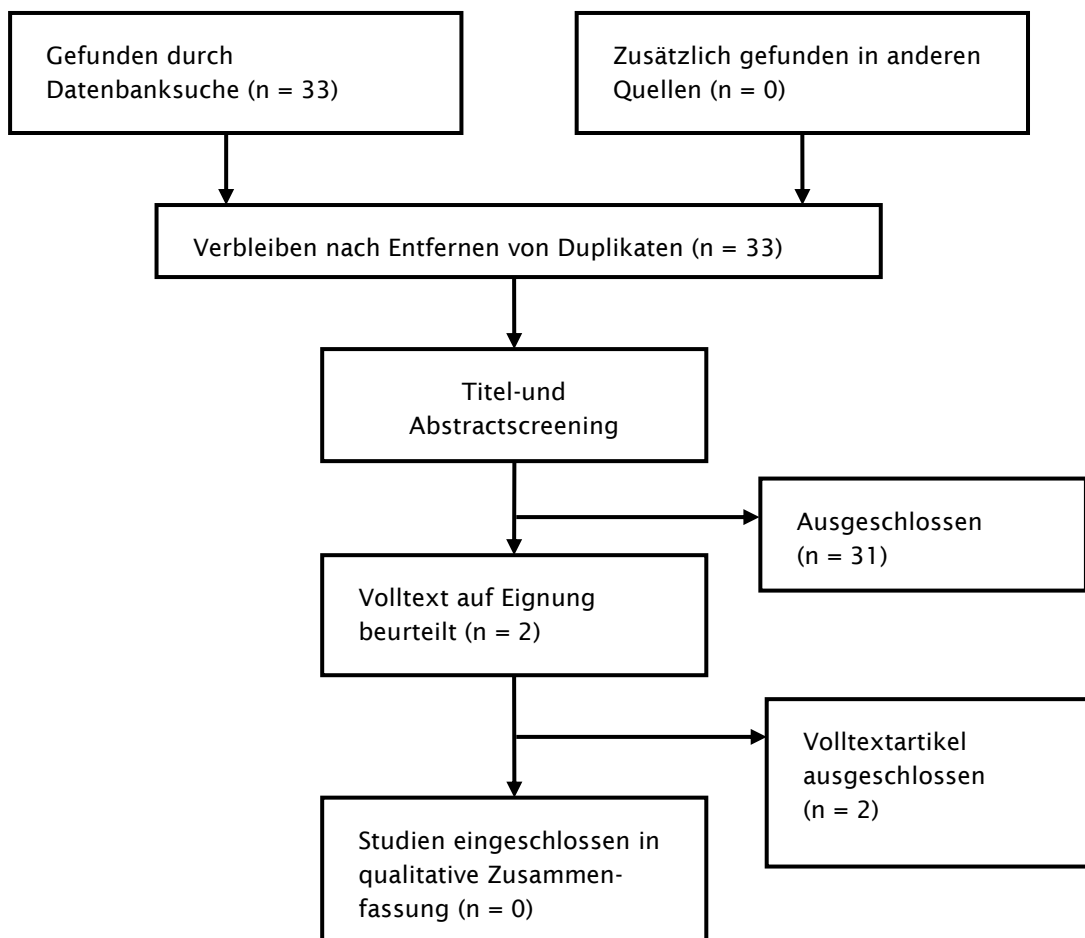 Gefunden durch
Datenbanksuche (n = 33)
Zusätzlich gefunden in anderen
Quellen (n = 0)
Verbleiben nach Entfernen von Duplikaten (n = 33)
Titel-und
Abstractscreening
Ausgeschlossen
(n = 31)
Volltext auf Eignung
beurteilt (n = 2)
Volltextartikel
ausgeschlossen
(n = 2)
Studien eingeschlossen in
qualitative Zusammen-
fassung (n = 0)